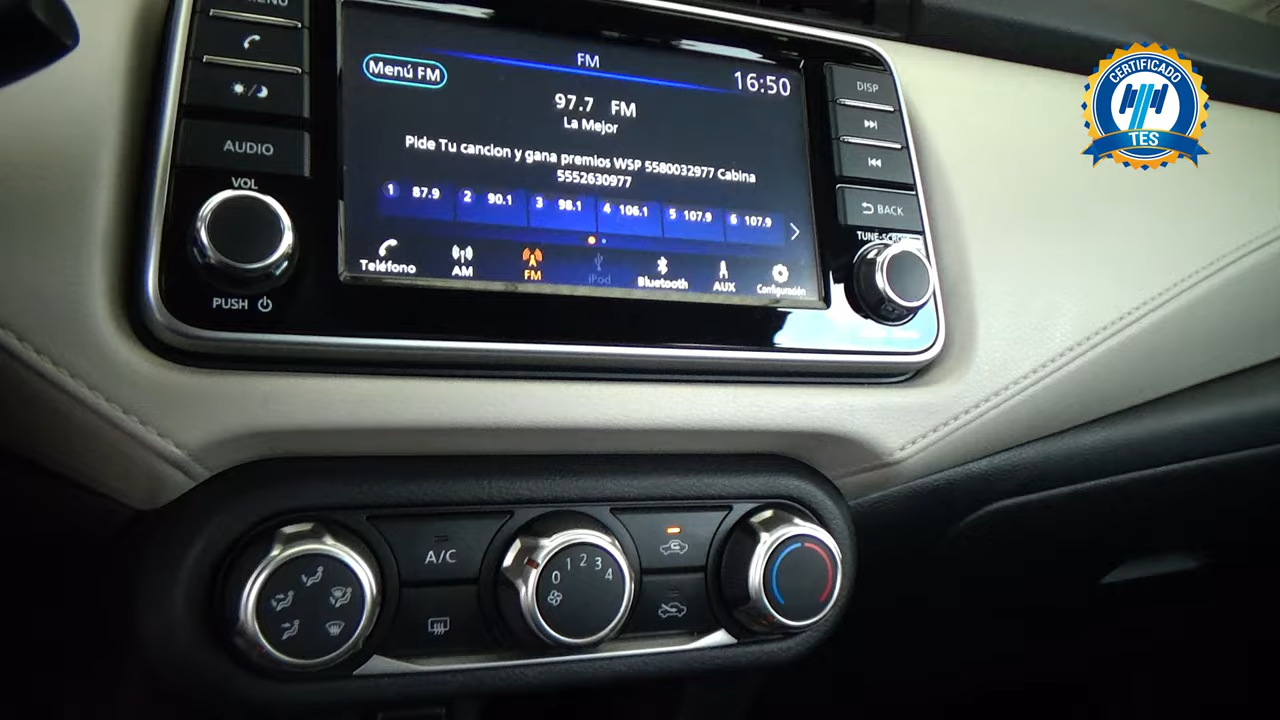 MENU
AUDIO
VOL
PUSH
FM
Menú FM
16:50
97.7 FM
La Mejor
Pide Tu cancion y gana premios WSP 5580032977 Cabina
5552630977
1 87.9 2 90.1 3 98.1 4 106.1 5 107.9 6 107.9
Teléfono AM FM iPod Bluetooth AUX Configuración
DISP
BACK
TUNE-SCROLL
CERTIFICADO
TES
A/C
0 1 2 3 4